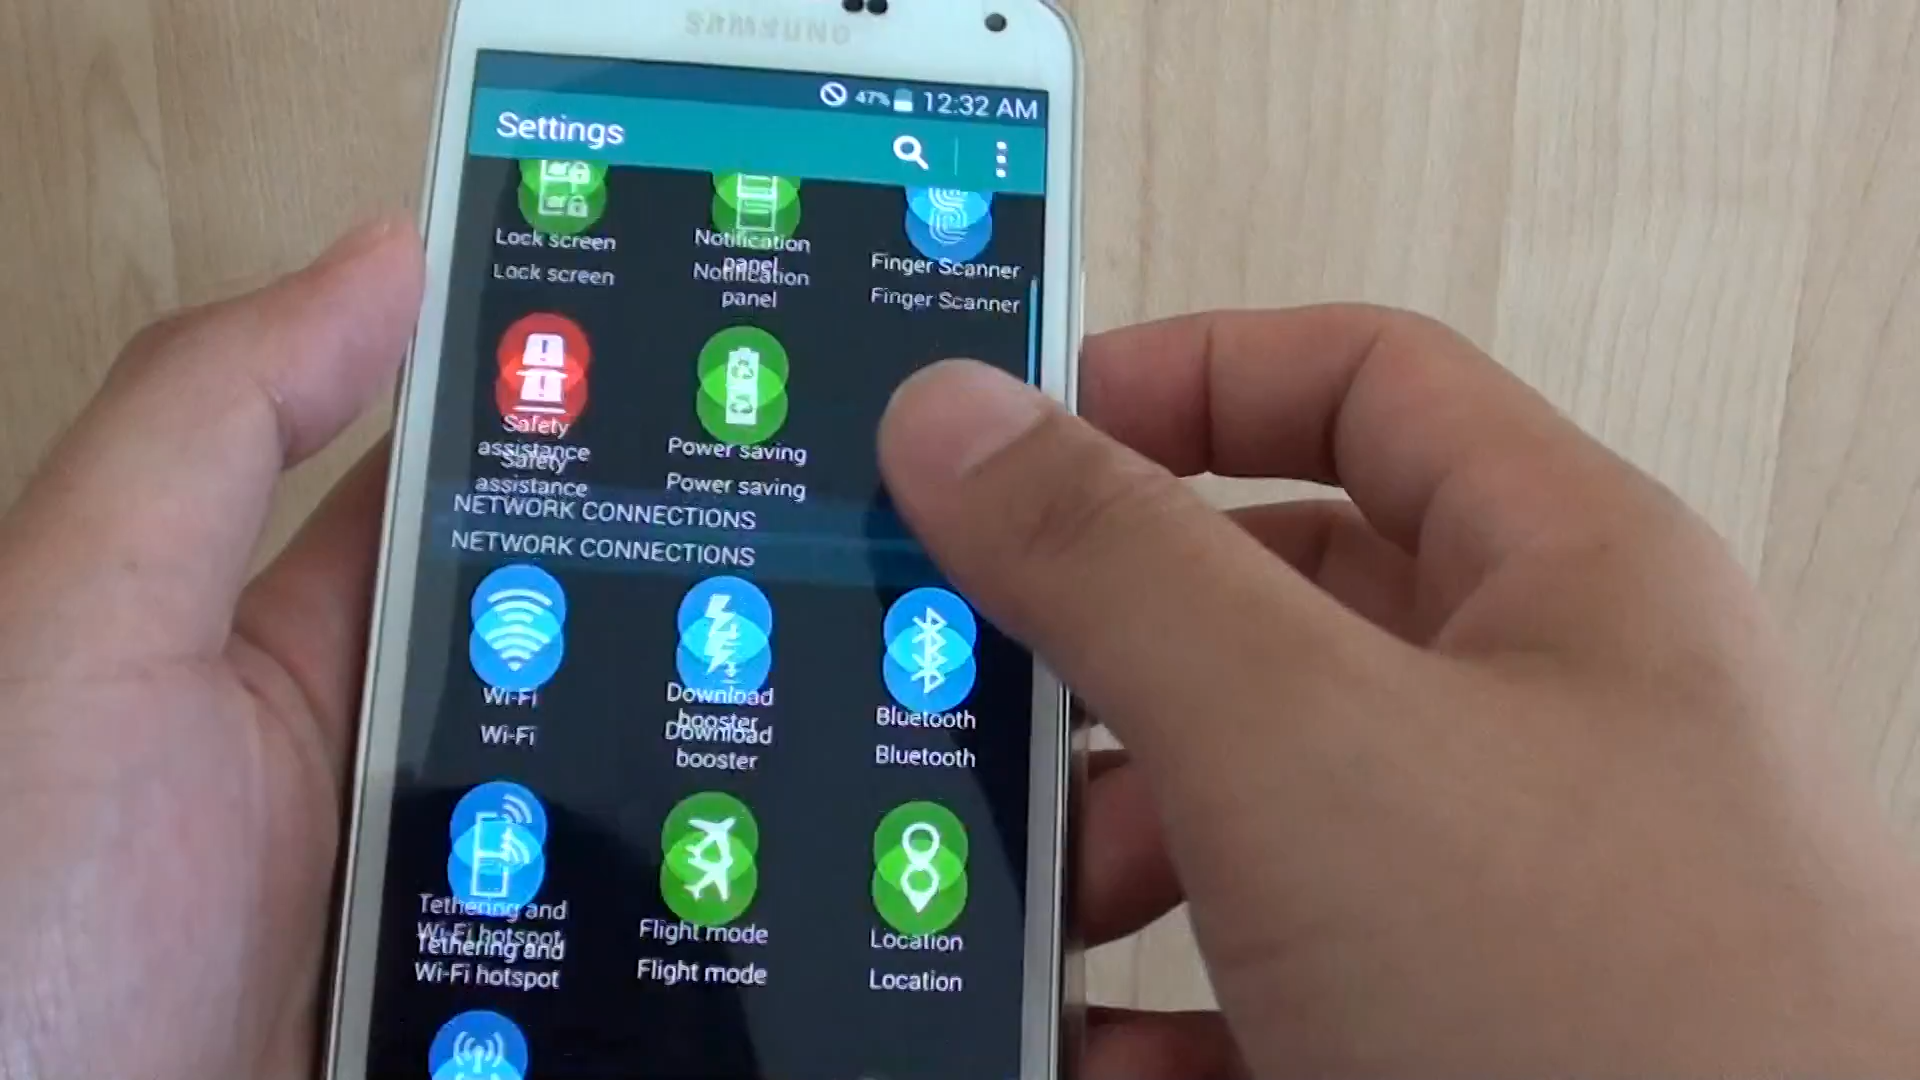 SAMSUNG
47% 12:32 AM
Settings
Lock screen
Notification
panel
Finger Scanner
Lock screen
Notification
panel
Finger Scanner
Safety
assistance
Power saving
Safety
assistance
Power saving
NETWORK CONNECTIONS
NETWORK CONNECTIONS
Wi-Fi
Download
booster
Bluetooth
Wi-Fi
Download
booster
Bluetooth
Tethering and
Wi-Fi hotspot
Flight mode
Location
Tethering and
Wi-Fi hotspot
Flight mode
Location